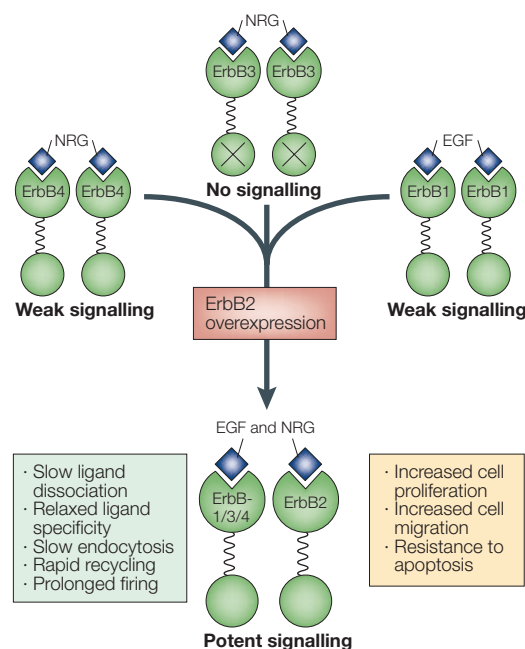 NRG
ErbB3 ErbB3
No signalling
NRG
ErbB4 ErbB4
Weak signalling
EGF
ErbB1 ErbB1
Weak signalling
ErbB2
overexpression
EGF and NRG
ErbB-
1/3/4
ErbB2
Potent signalling
· Slow ligand
dissociation
· Relaxed ligand
specificity
· Slow endocytosis
· Rapid recycling
· Prolonged firing
· Increased cell
proliferation
· Increased cell
migration
· Resistance to
apoptosis